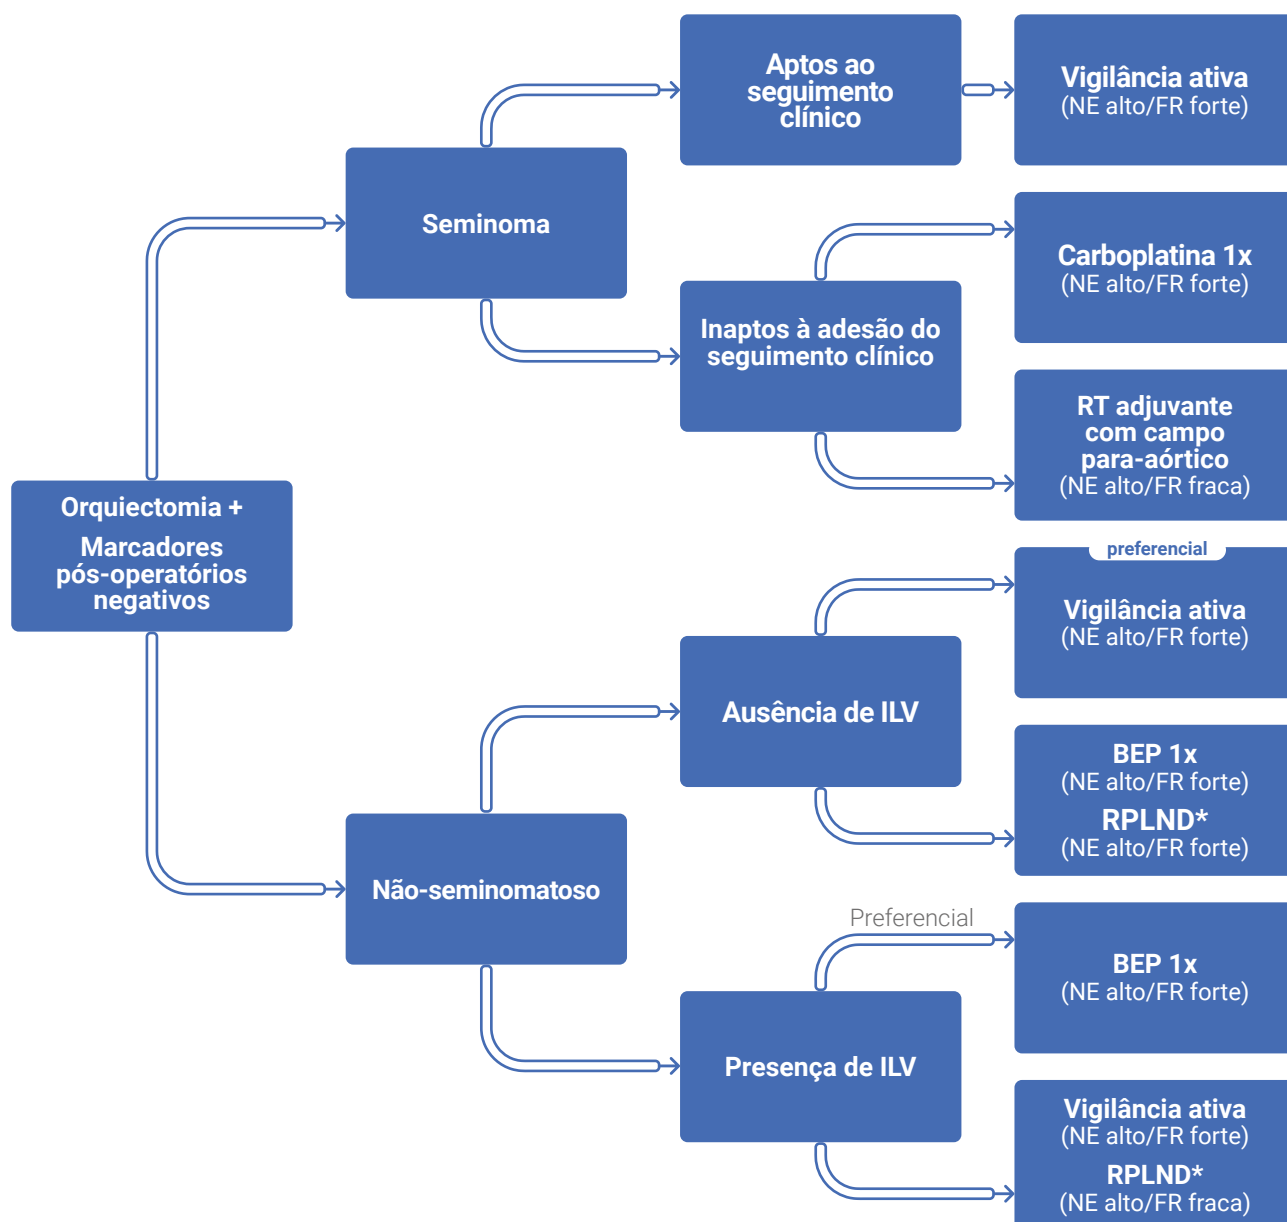 Aptos ao
seguimento
clínico
Vigilância ativa
(NE alto/FR forte)
Seminoma
Carboplatina 1x
(NE alto/FR forte)
Inaptos à adesão do
seguimento clínico
RT adjuvante
com campo
para-aórtico
(NE alto/FR fraca)
Orquiectomia +
Marcadores
pós-operatórios
negativos
preferencial
Vigilância ativa
(NE alto/FR forte)
Ausência de ILV
BEP 1x
(NE alto/FR forte)
RPLND*
(NE alto/FR forte)
Não-seminomatoso
Preferencial
BEP 1x
(NE alto/FR forte)
Presença de ILV
Vigilância ativa
(NE alto/FR forte)
RPLND*
(NE alto/FR fraca)